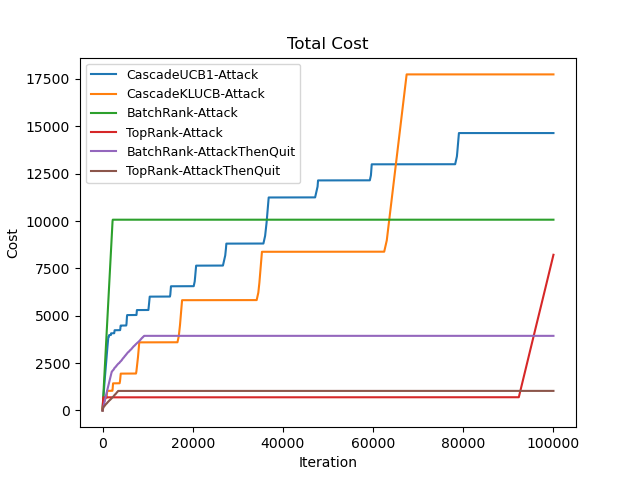 Total Cost
CascadeUCB1-Attack
CascadeKLUCB-Attack
BatchRank-Attack
TopRank-Attack
BatchRank-AttackThenQuit
TopRank-AttackThenQuit
Cost
17500
15000
12500
10000
7500
5000
2500
0
0 20000 40000 60000 80000 100000
Iteration